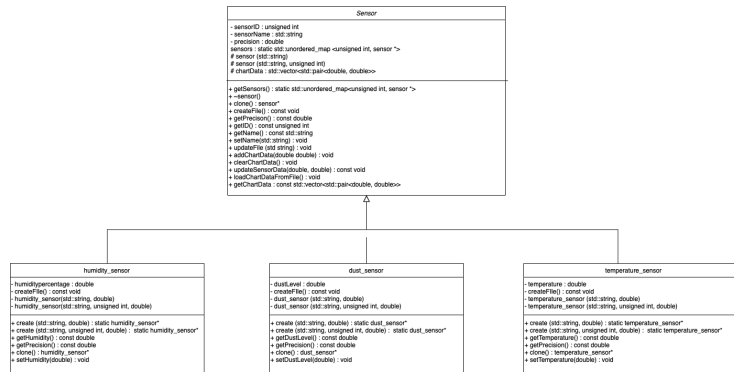 Sensor
- sensorID : unsigned int
- sensorName : std::string
- precision : double
sensors : static std::unordered_map <unsigned int, sensor *>
# sensor (std::string)
# sensor (std::string, unsigned int)
# chartData : std::vector<std::pair<double, double>>
+ getSensors() : static std::unordered_map<unsigned int, sensor *>
+ ~sensor()
+ clone() : sensor*
+ createFile() : const void
+ getPrecison() : const double
+ getID() : const unsigned int
+ getName() : const std::string
+ setName(std::string) : void
+ updateFile (std string) : void
+ addChartData(double double) : void
+ clearChartData() : void
+ updateSensorData(double, double) : const void
+ loadChartDataFromFile() : void
+ getChartData : const std::vector<std::pair<double, double>>
humidity_sensor
- humiditypercentage : double
- createFIle() : const void
- humidity_sensor(std::string, double)
- humidity_sensor(std::string, unsigned int, double)
+ create (std::string, double) : static humidity_sensor*
+ create (std::string, unsigned int, double) : static humidity_sensor*
+ getHumidity() : const double
+ getPrecision() : const double
+ clone() : humidity_sensor*
+ setHumidity(double) : void
dust_sensor
- dustLevel : double
- createFIle() : const void
- dust_sensor (std::string, double)
- dust_sensor (std::string, unsigned int, double)
+ create (std::string, double) : static dust_sensor*
+ create (std::string, unsigned int, double) : static dust_sensor*
+ getDustLevel() : const double
+ getPrecision() : const double
+ clone() : dust_sensor*
+ setDustLevel(double) : void
temperature_sensor
- temperature : double
- createFIle() : const void
- temperature_sensor (std::string, double)
- temperature_sensor (std::string, unsigned int, double)
+ create (std::string, double) : static temperature_sensor*
+ create (std::string, unsigned int, double) : static temperature_sensor*
+ getTemperature() : const double
+ getPrecision() : const double
+ clone() : temperature_sensor*
+ setTemperature(double) : void